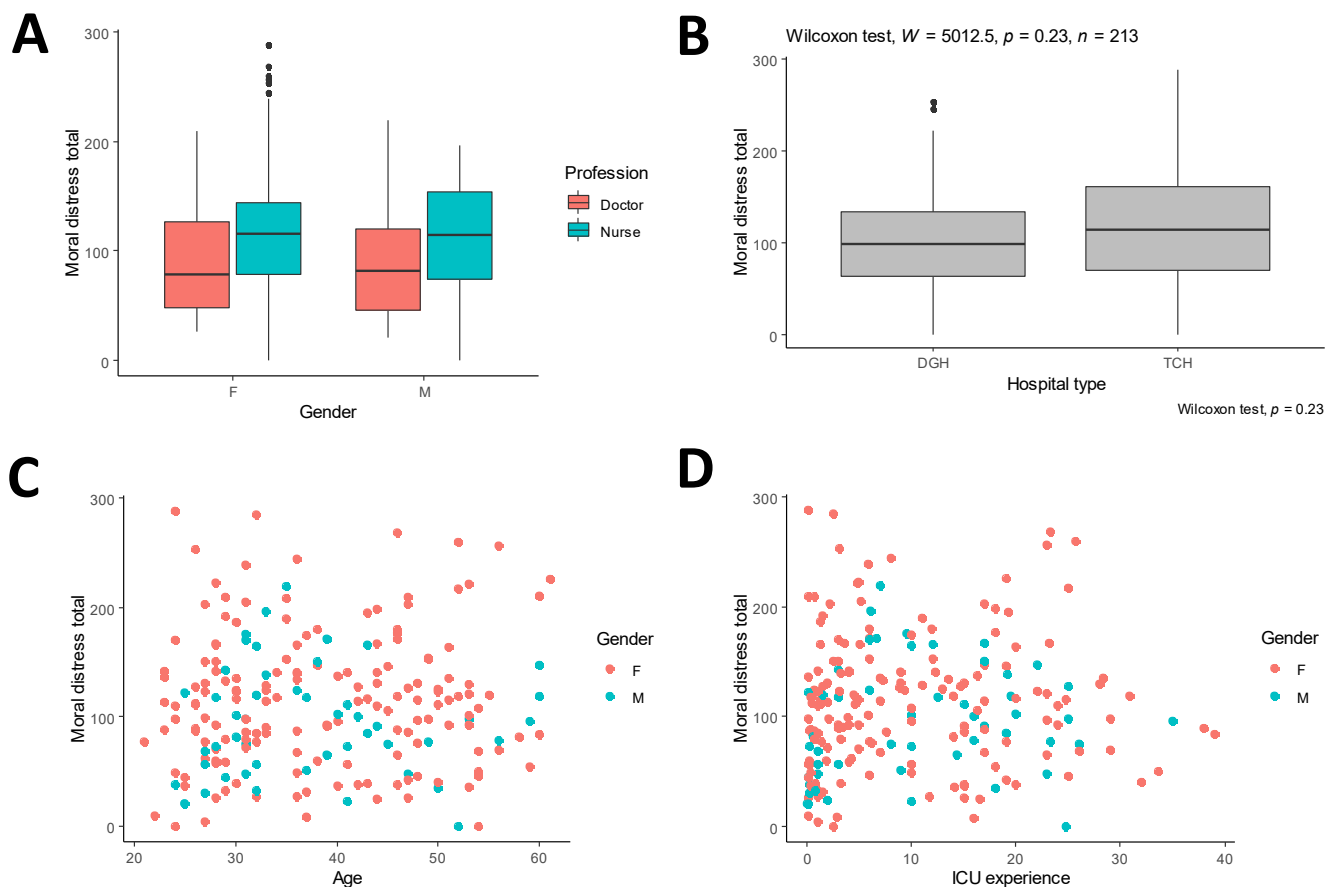 A
300
200
100
0
Moral distress total
F
M
Gender
Profession
Doctor
Nurse
B
Wilcoxon test, W = 5012.5, p = 0.23, n = 213
300
200
100
0
Moral distress total
DGH
TCH
Hospital type
Wilcoxon test, p = 0.23
C
300
200
100
0
Moral distress total
20
30
40
50
60
Age
Gender
F
M
D
300
200
100
0
Moral distress total
0
10
20
30
40
ICU experience
Gender
F
M